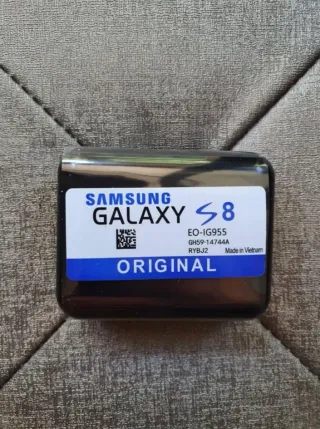 SAMSUNG
GALAXY S8
EO-IG955
GH59-14744A
RYBJ2 Made in Vietnam
ORIGINAL